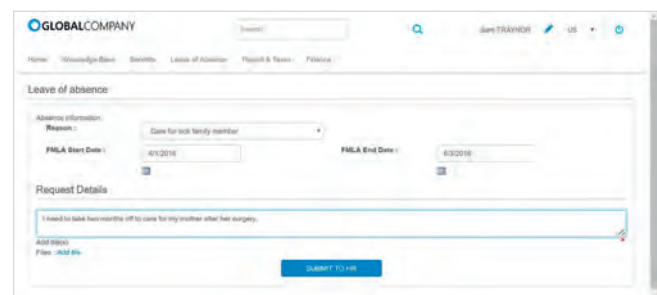 GLOBALCOMPANY Search Sam TRAYNOR US
Home Knowledge Base Benefits Leave of Absence Payroll & Taxes Finance
Leave of absence
Absence information
Reason : Care for sick family member
FMLA Start Date : 4/1/2016 FMLA End Date : 6/3/2016
Request Details
I need to take two months off to care for my mother after her surgery.
Add file(s)
Files : Add file
SUBMIT TO HR